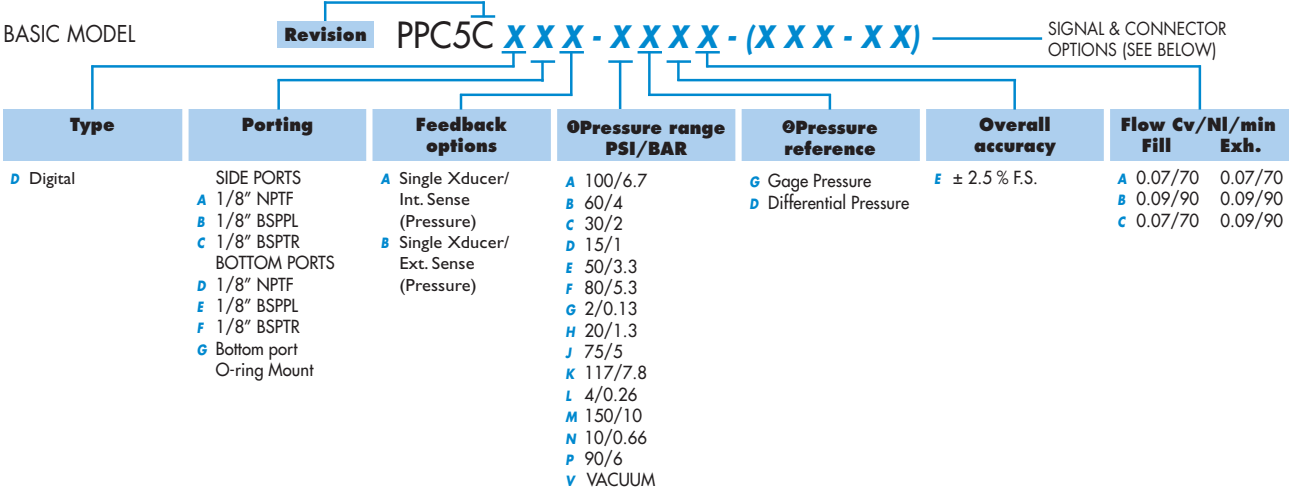 BASIC MODEL
Revision
PPC5C X X X - X X X X - (X X X - X X)
SIGNAL & CONNECTOR
OPTIONS (SEE BELOW)
Type
D Digital
Porting
SIDE PORTS
A 1/8" NPTF
B 1/8" BSPPL
C 1/8" BSPTR
BOTTOM PORTS
D 1/8" NPTF
E 1/8" BSPPL
F 1/8" BSPTR
G Bottom port
O-ring Mount
Feedback
options
A Single Xducer/
Int. Sense
(Pressure)
B Single Xducer/
Ext. Sense
(Pressure)
❶Pressure range
PSI/BAR
A 100/6.7
B 60/4
C 30/2
D 15/1
E 50/3.3
F 80/5.3
G 2/0.13
H 20/1.3
J 75/5
K 117/7.8
L 4/0.26
M 150/10
N 10/0.66
P 90/6
V VACUUM
❷Pressure
reference
G Gage Pressure
D Differential Pressure
Overall
accuracy
E ± 2.5 % F.S.
Flow Cv/Nl/min
Fill Exh.
A 0.07/70 0.07/70
B 0.09/90 0.09/90
C 0.07/70 0.09/90